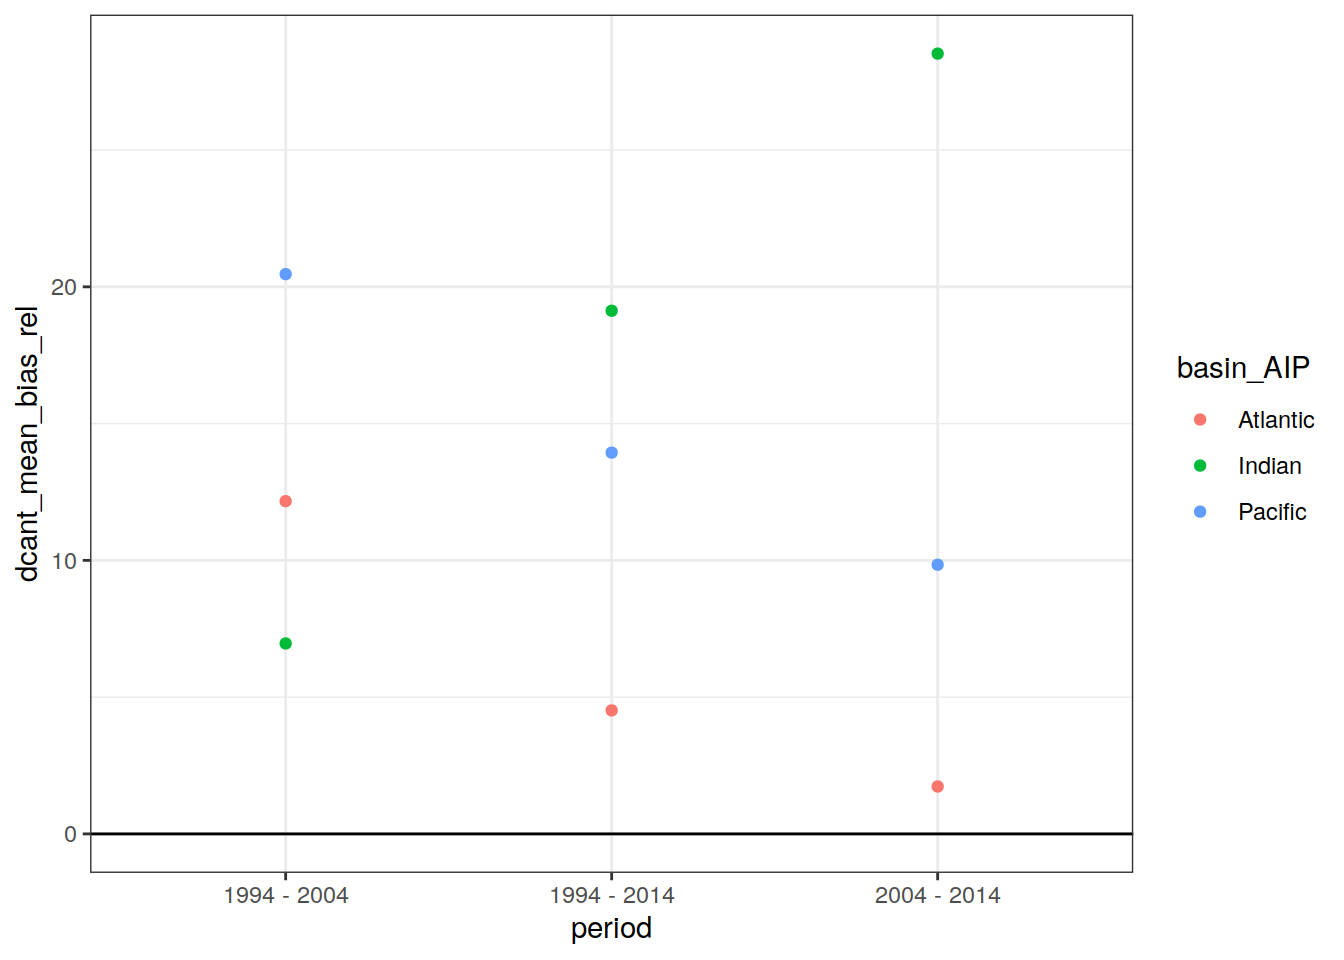 dcant_mean_bias_rel
20
10
0
1994 - 2004
1994 - 2014
2004 - 2014
period
basin_AIP
Atlantic
Indian
Pacific